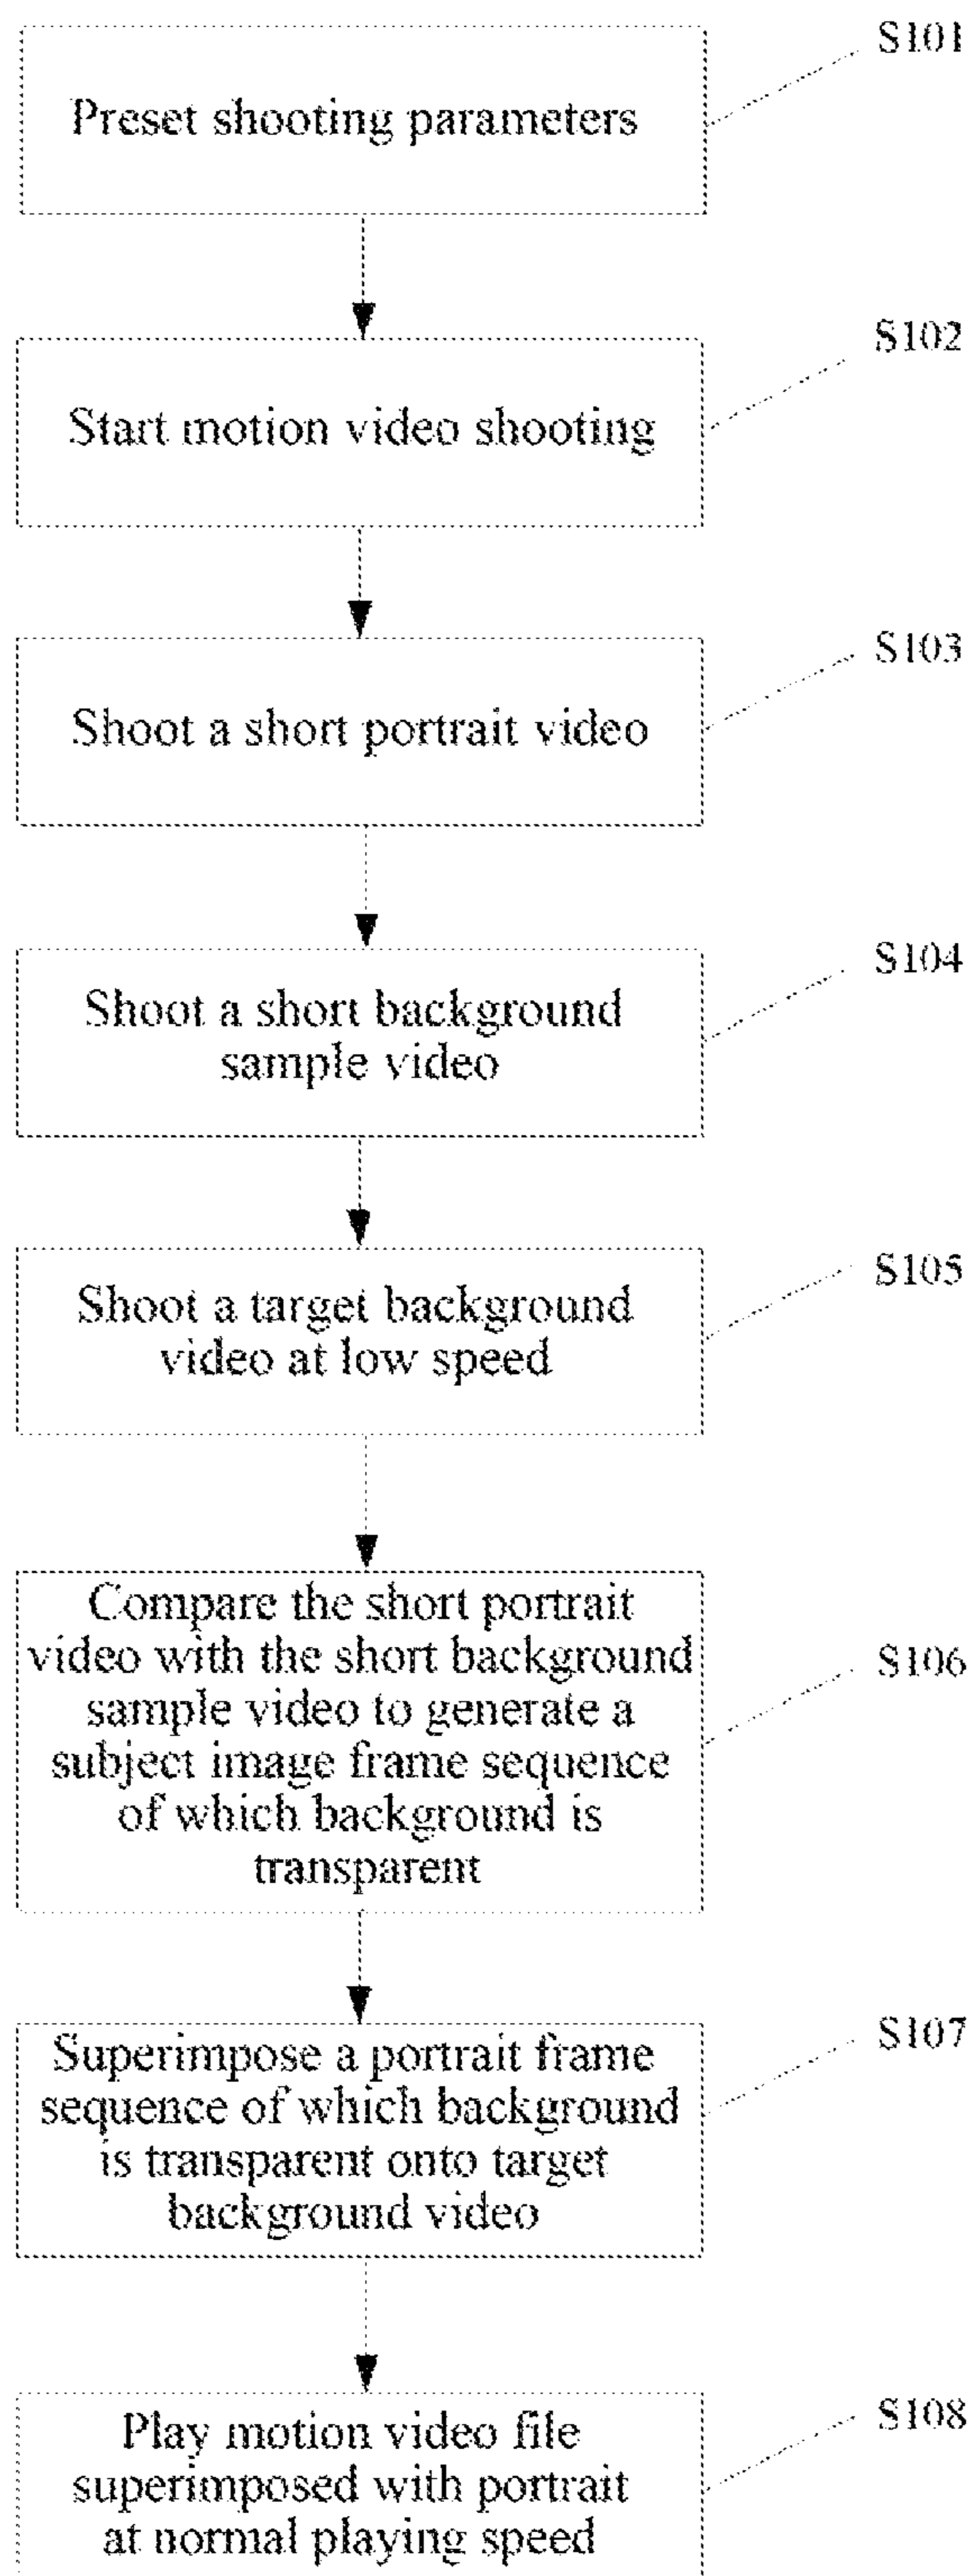 S101
Preset shooting parameters
S102
Start motion video shooting
S103
Shoot a short portrait video
S104
Shoot a short background
sample video
S105
Shoot a target background
video at low speed
S106
Compare the short portrait
video with the short background
sample video to generate a
subject image frame sequence
of which background is
transparent
S107
Superimpose a portrait frame
sequence of which background
is transparent onto target
background video
S108
Play motion video file
superimposed with portrait
at normal playing speed